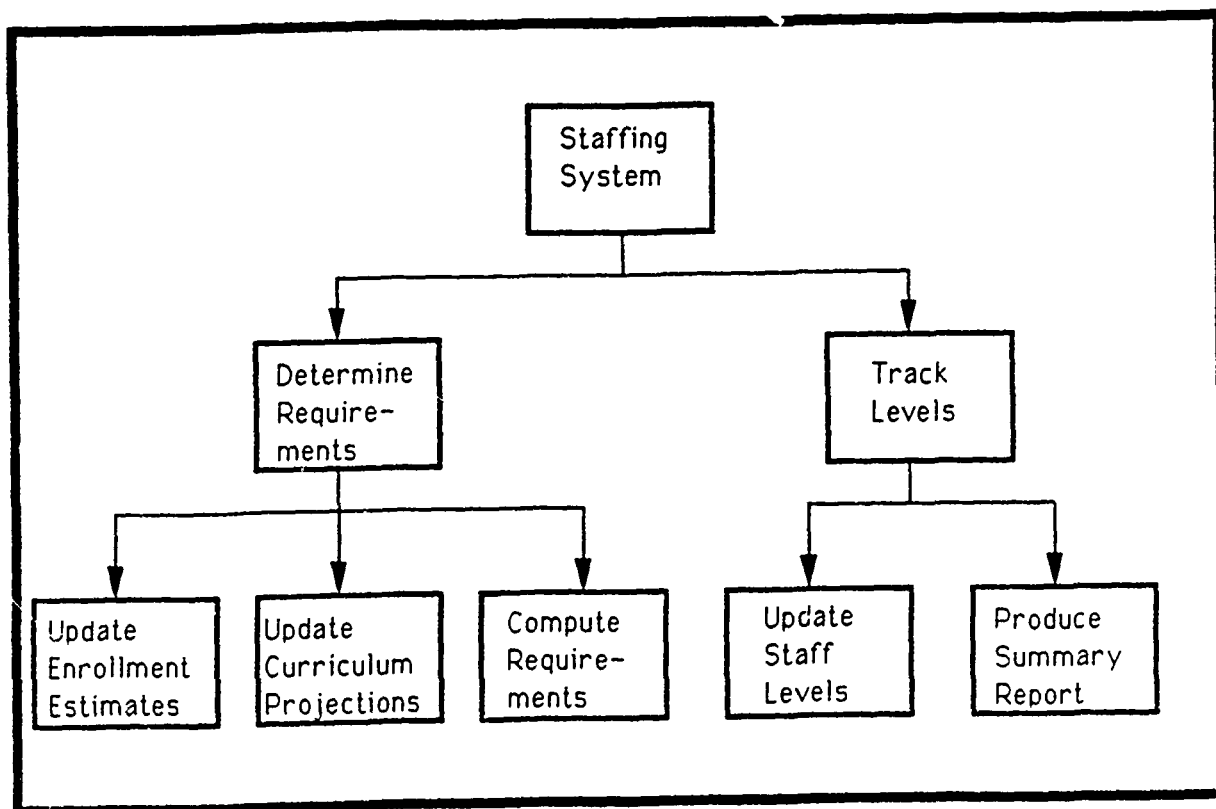 Staffing
System
Determine
Require-
ments
Track
Levels
Update
Enrollment
Estimates
Update
Curriculum
Projections
Compute
Require-
ments
Update
Staff
Levels
Produce
Summary
Report